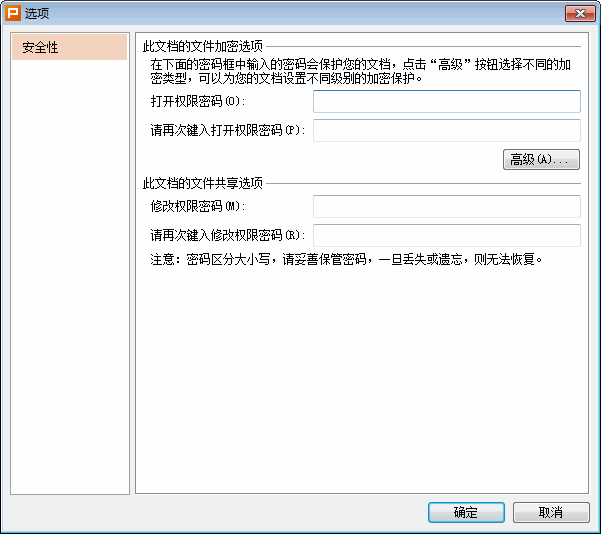 选项
安全性
此文档的文件加密选项
在下面的密码框中输入的密码会保护您的文档，点击“高级”按钮选择不同的加
密类型，可以为您的文档设置不同级别的加密保护。
打开权限密码(O):
请再次键入打开权限密码(P):
高级(A)...
此文档的文件共享选项
修改权限密码(M):
请再次键入修改权限密码(R):
注意：密码区分大小写，请妥善保管密码，一旦丢失或遗忘，则无法恢复。
确定
取消